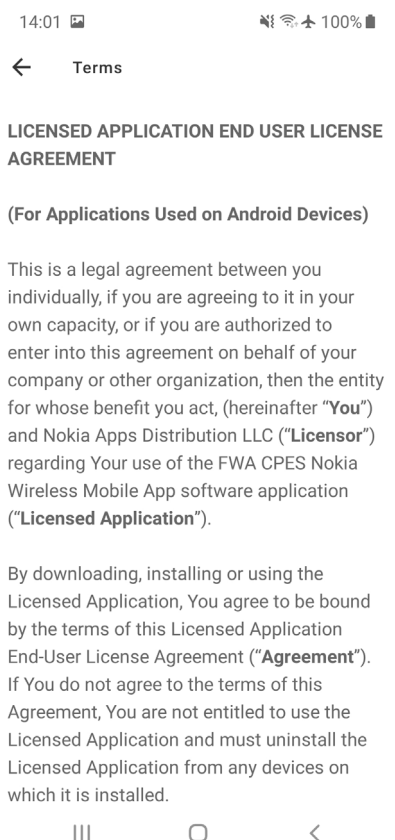 14:01 100%
Terms
LICENSED APPLICATION END USER LICENSE
AGREEMENT
(For Applications Used on Android Devices)
This is a legal agreement between you
individually, if you are agreeing to it in your
own capacity, or if you are authorized to
enter into this agreement on behalf of your
company or other organization, then the entity
for whose benefit you act, (hereinafter “You”)
and Nokia Apps Distribution LLC (“Licensor”)
regarding Your use of the FWA CPES Nokia
Wireless Mobile App software application
(“Licensed Application”).
By downloading, installing or using the
Licensed Application, You agree to be bound
by the terms of this Licensed Application
End-User License Agreement (“Agreement”).
If You do not agree to the terms of this
Agreement, You are not entitled to use the
Licensed Application and must uninstall the
Licensed Application from any devices on
which it is installed.